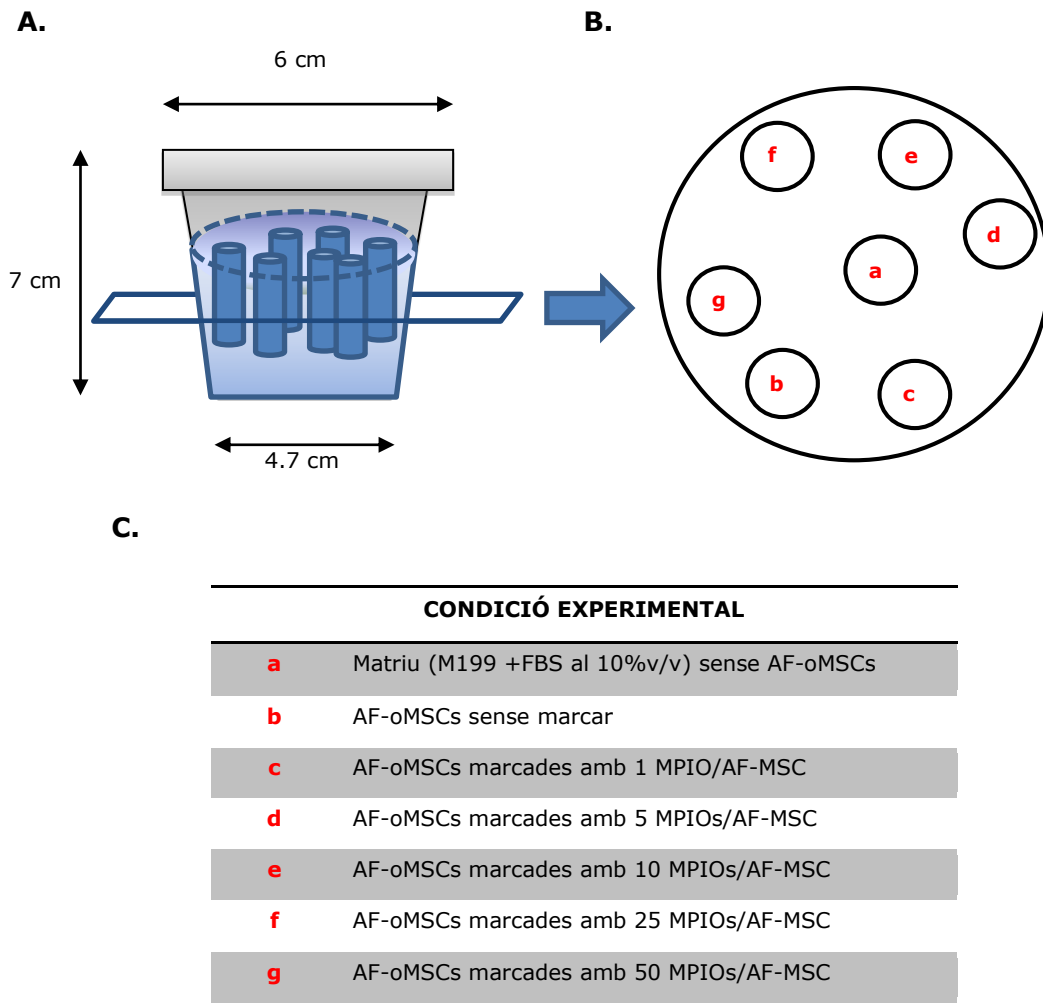 A.
B.
6 cm
7 cm
4.7 cm
f
e
d
a
g
b
c
C.
CONDICIÓ EXPERIMENTAL
a Matriu (M199 +FBS al 10%v/v) sense AF-oMSCs
b AF-oMSCs sense marcar
c AF-oMSCs marcades amb 1 MPIO/AF-MSC
d AF-oMSCs marcades amb 5 MPIOs/AF-MSC
e AF-oMSCs marcades amb 10 MPIOs/AF-MSC
f AF-oMSCs marcades amb 25 MPIOs/AF-MSC
g AF-oMSCs marcades amb 50 MPIOs/AF-MSC